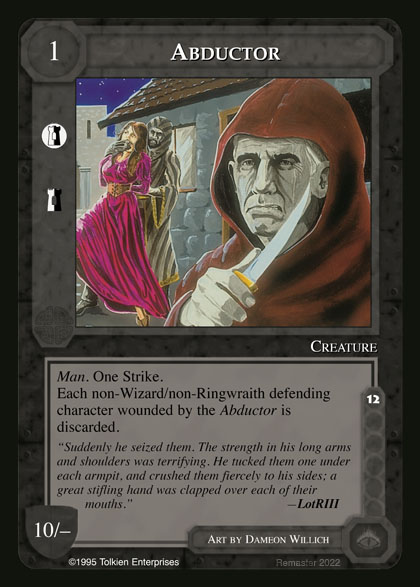 1
ABDUCTOR
CREATURE
Man. One Strike.
Each non-Wizard/non-Ringwraith defending
character wounded by the Abductor is
discarded.
12
“Suddenly he seized them. The strength in his long arms
and shoulders was terrifying. He tucked them one under
each armpit, and crushed them fiercely to his sides; a
great stifling hand was clapped over each of their
mouths.” —LotRIII
10/–
ART BY DAMEON WILLICH
©1995 Tolkien Enterprises
Remaster 2022